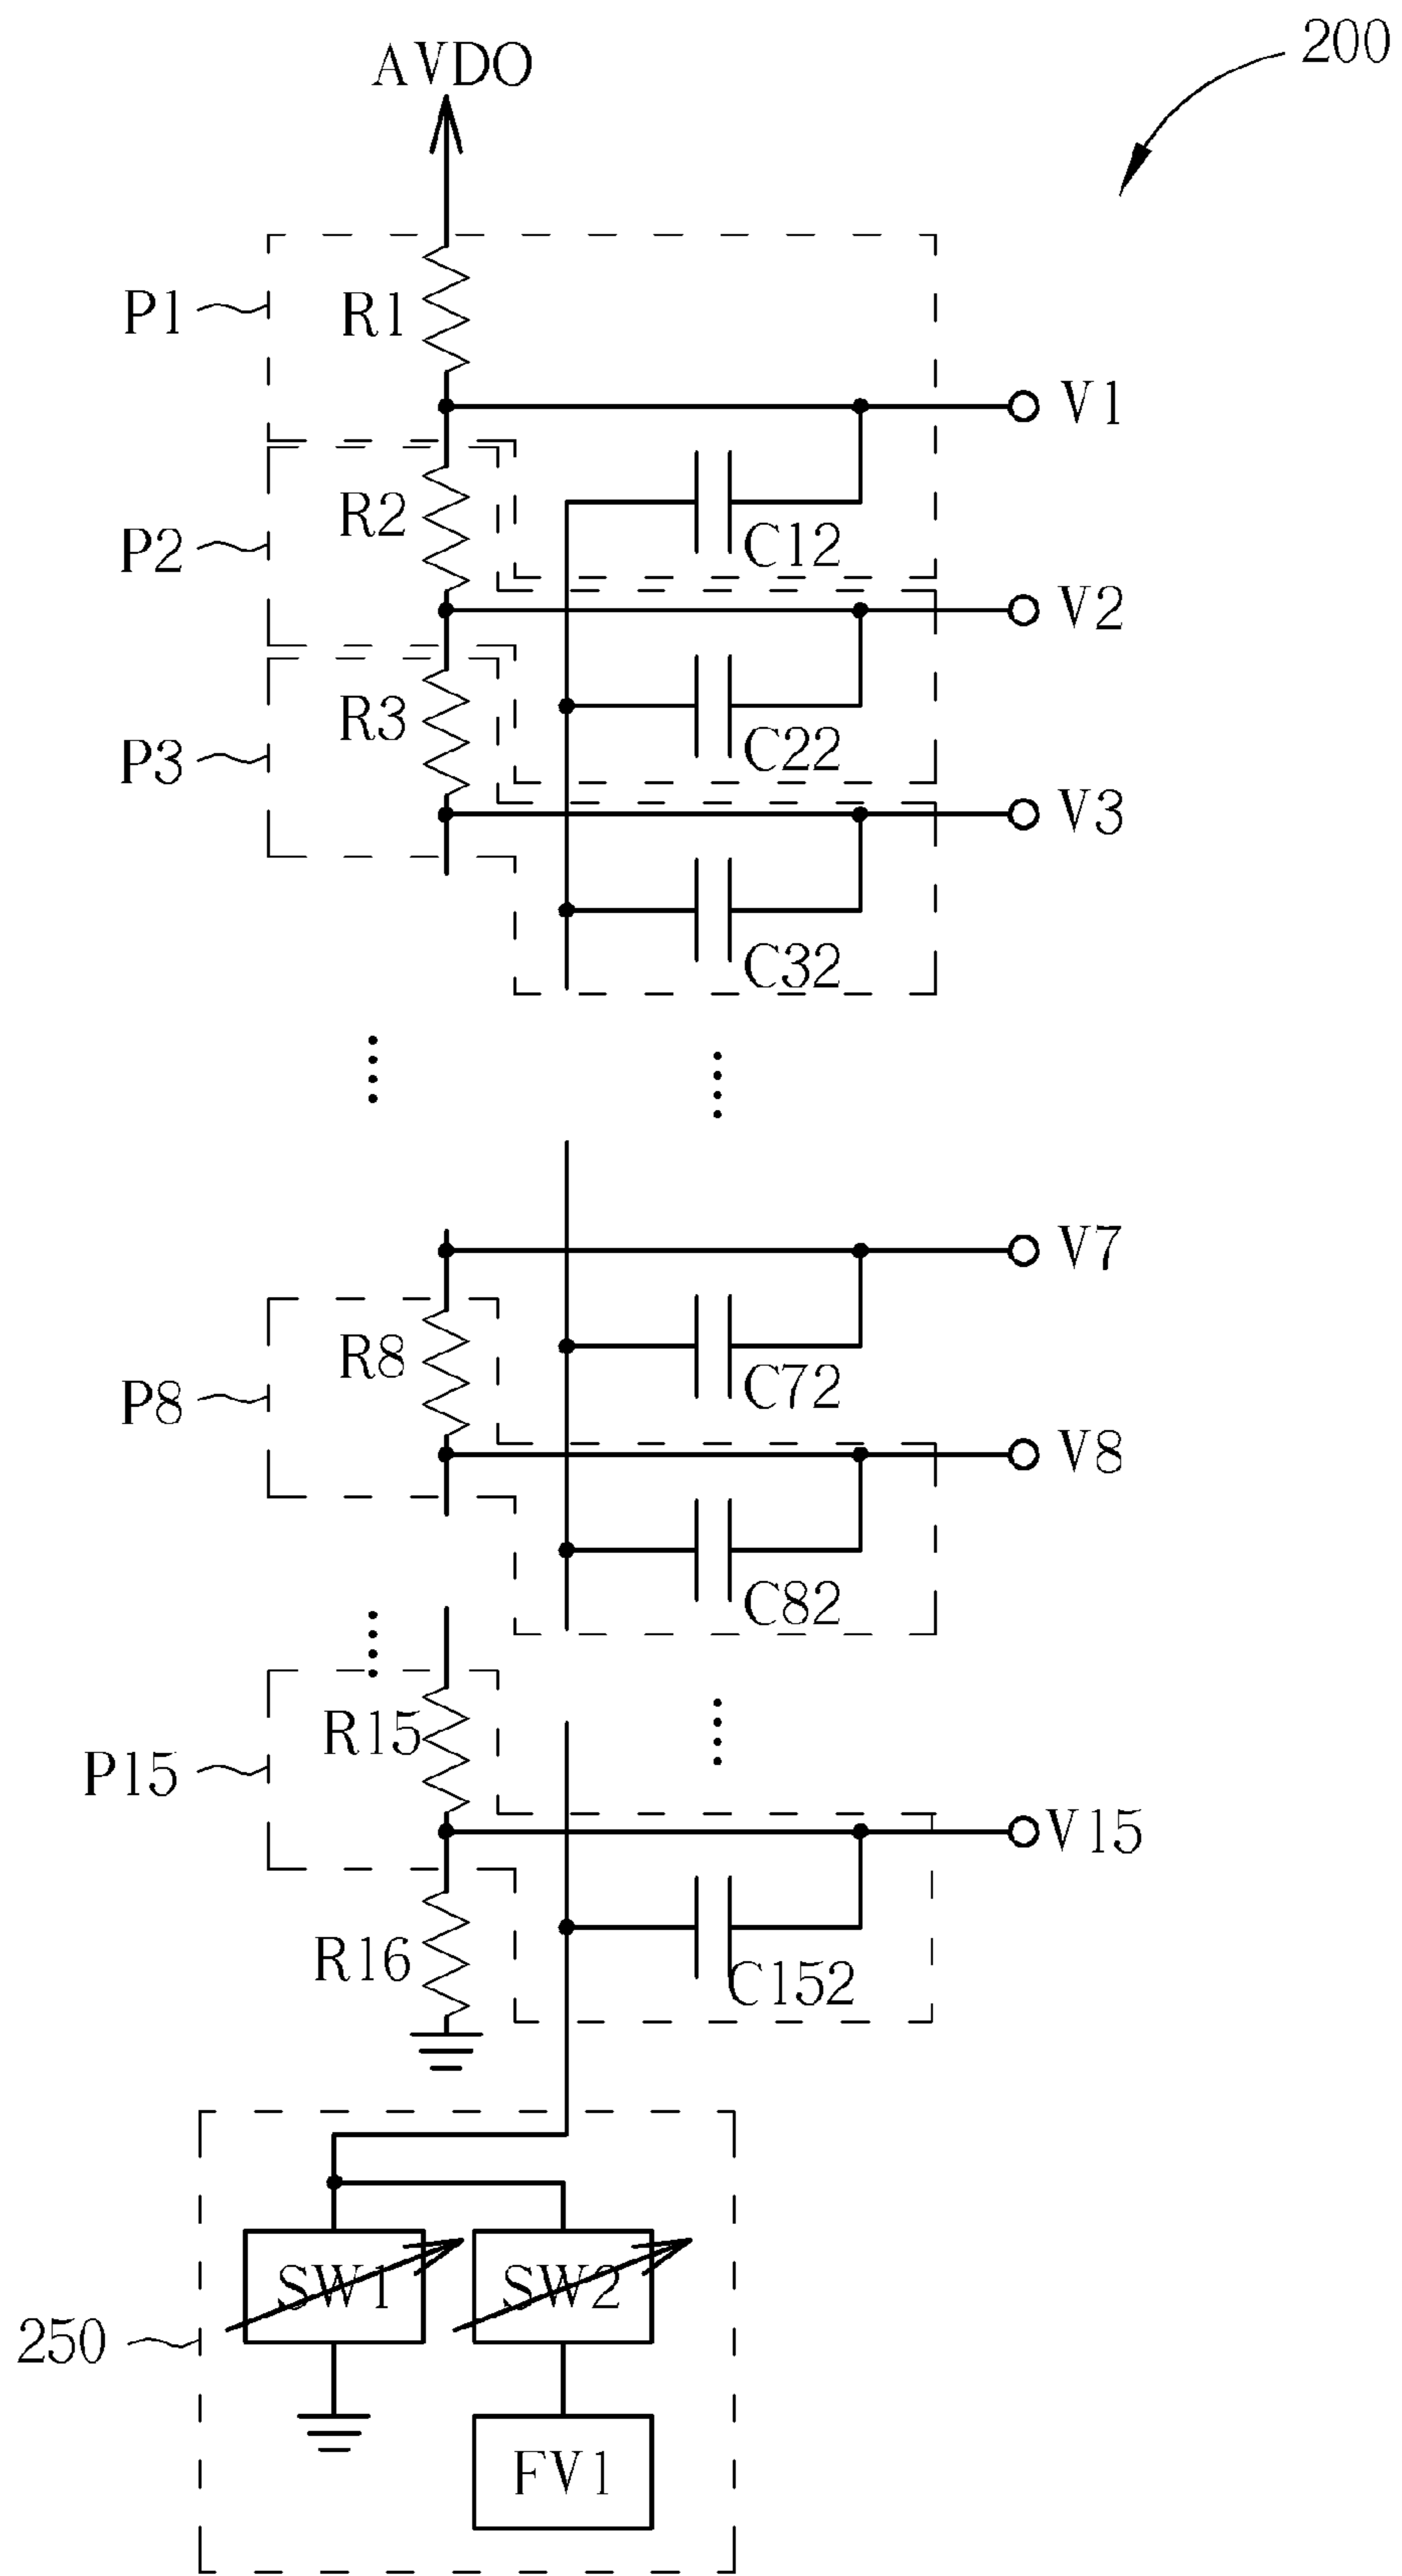 200
AVDO
P1
R1
V1
R2
C12
P2
V2
R3
C22
P3
V3
C32
V7
R8
C72
P8
V8
C82
R15
P15
V15
R16
C152
SW1
SW2
250
FV1